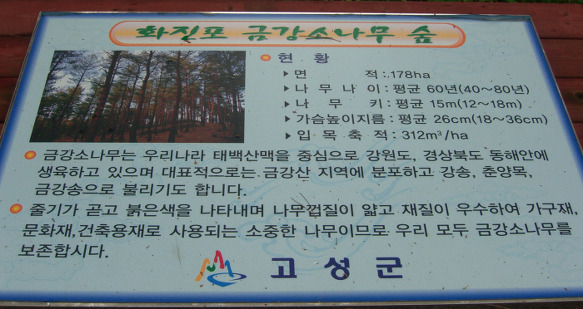 화진포 금강소나무 숲
현 황
▶ 면 적 : 178ha
▶ 나 무 나 이 : 평균 60년(40~80년)
▶ 나 무 키 : 평균 15m(12~18m)
▶ 가슴높이지름 : 평균 26cm(18~36cm)
▶ 입 목 축 적 : 312m³/ha
금강소나무는 우리나라 태백산맥을 중심으로 강원도, 경상북도 동해안에
생육하고 있으며 대표적으로는 금강산 지역에 분포하고 강송, 춘양목,
금강송으로 불리기도 합니다.
줄기가 곧고 붉은색을 나타내며 나무껍질이 얇고 재질이 우수하여 가구재,
문화재,건축용재로 사용되는 소중한 나무이므로 우리 모두 금강소나무를
보존합시다.
고성군